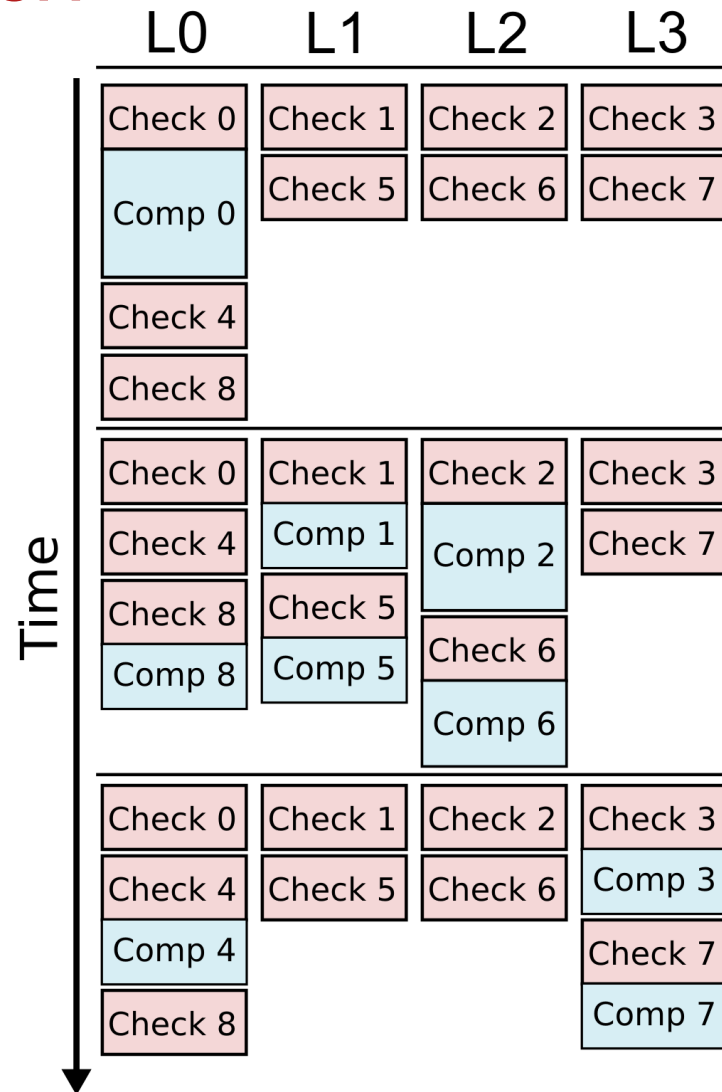 L0 L1 L2 L3
Check 0 Check 1 Check 2 Check 3
Comp 0 Check 5 Check 6 Check 7
Check 4
Check 8
Time
Check 0 Check 1 Check 2 Check 3
Check 4 Comp 1 Comp 2 Check 7
Check 8 Check 5 Check 6
Comp 8 Comp 5 Comp 6
Check 0 Check 1 Check 2 Check 3
Check 4 Check 5 Check 6 Comp 3
Comp 4 Check 7
Check 8 Comp 7